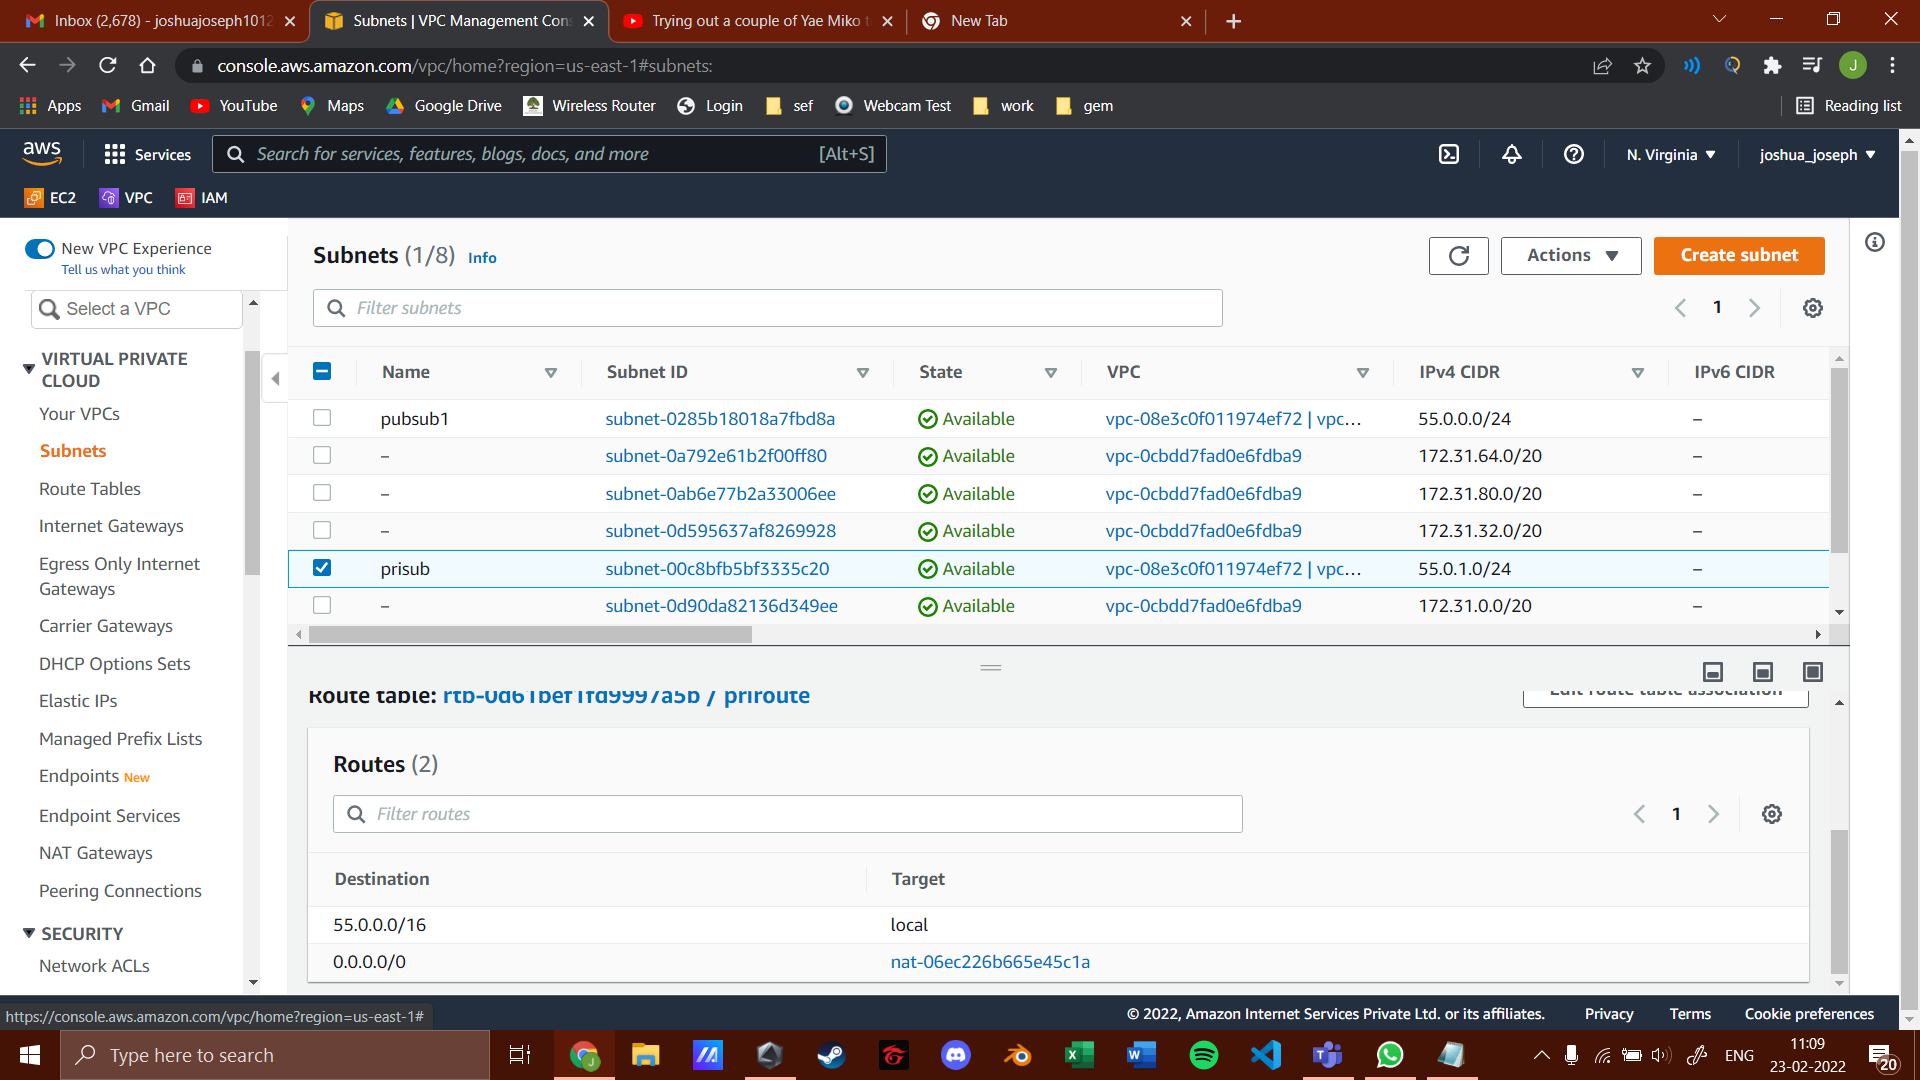 Inbox (2,678) - joshuajoseph1012
Subnets | VPC Management Cons
Trying out a couple of Yae Miko t
New Tab
console.aws.amazon.com/vpc/home?region=us-east-1#subnets:
J
Apps
Gmail
YouTube
Maps
Google Drive
Wireless Router
Login
sef
Webcam Test
work
gem
Reading list
aws
Services
Search for services, features, blogs, docs, and more
[Alt+S]
N. Virginia
joshua_joseph
EC2
VPC
IAM
New VPC Experience
Tell us what you think
Select a VPC
VIRTUAL PRIVATE
CLOUD
Your VPCs
Subnets
Route Tables
Internet Gateways
Egress Only Internet
Gateways
Carrier Gateways
DHCP Options Sets
Elastic IPs
Managed Prefix Lists
Endpoints New
Endpoint Services
NAT Gateways
Peering Connections
SECURITY
Network ACLs
Subnets (1/8) Info
Actions
Create subnet
Filter subnets
1
Name Subnet ID State VPC IPv4 CIDR IPv6 CIDR
pubsub1 subnet-0285b18018a7fbd8a Available vpc-08e3c0f011974ef72 | vpc... 55.0.0.0/24 –
– subnet-0a792e61b2f00ff80 Available vpc-0cbdd7fad0e6fdba9 172.31.64.0/20 –
– subnet-0ab6e77b2a33006ee Available vpc-0cbdd7fad0e6fdba9 172.31.80.0/20 –
– subnet-0d595637af8269928 Available vpc-0cbdd7fad0e6fdba9 172.31.32.0/20 –
prisub subnet-00c8bfb5bf3335c20 Available vpc-08e3c0f011974ef72 | vpc... 55.0.1.0/24 –
– subnet-0d90da82136d349ee Available vpc-0cbdd7fad0e6fdba9 172.31.0.0/20 –
Route table: rtb-0d61bef1fd9997a5b / priroute
Edit route table association
Routes (2)
Filter routes
1
Destination Target
55.0.0.0/16 local
0.0.0.0/0 nat-06ec226b665e45c1a
https://console.aws.amazon.com/vpc/home?region=us-east-1#
© 2022, Amazon Internet Services Private Ltd. or its affiliates.
Privacy
Terms
Cookie preferences
Type here to search
ENG
11:09
23-02-2022
20